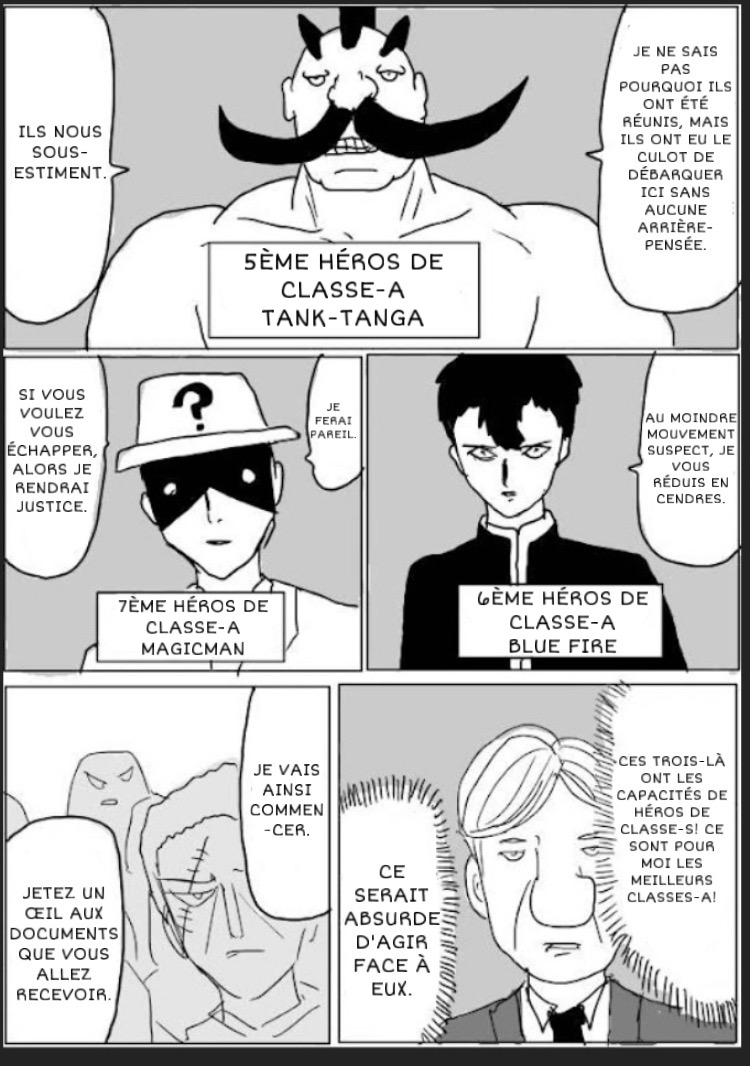 JE NE SAIS
PAS
POURQUOI ILS
ONT ÉTÉ
RÉUNIS, MAIS
ILS ONT EU LE
CULOT DE
DÉBARQUER
ICI SANS
AUCUNE
ARRIÈRE-
PENSÉE.
ILS NOUS
SOUS-
ESTIMENT.
5ÈME HÉROS DE
CLASSE-A
TANK-TANGA
AU MOINDRE
MOUVEMENT
SUSPECT, JE
VOUS
RÉDUIS EN
CENDRES.
6ÈME HÉROS DE
CLASSE-A
BLUE FIRE
JE
FERAI
PAREIL.
SI VOUS
VOULEZ
VOUS
ÉCHAPPER,
ALORS JE
RENDRAI
JUSTICE.
?
7ÈME HÉROS DE
CLASSE-A
MAGICMAN
CES TROIS-LÀ
ONT LES
CAPACITÉS DE
HÉROS DE
CLASSE-S! CE
SONT POUR
MOI LES
MEILLEURS
CLASSES-A!
CE
SERAIT
ABSURDE
D'AGIR
FACE À
EUX.
JE VAIS
AINSI
COMMEN
-CER.
JETEZ UN
ŒIL AUX
DOCUMENTS
QUE VOUS
ALLEZ
RECEVOIR.